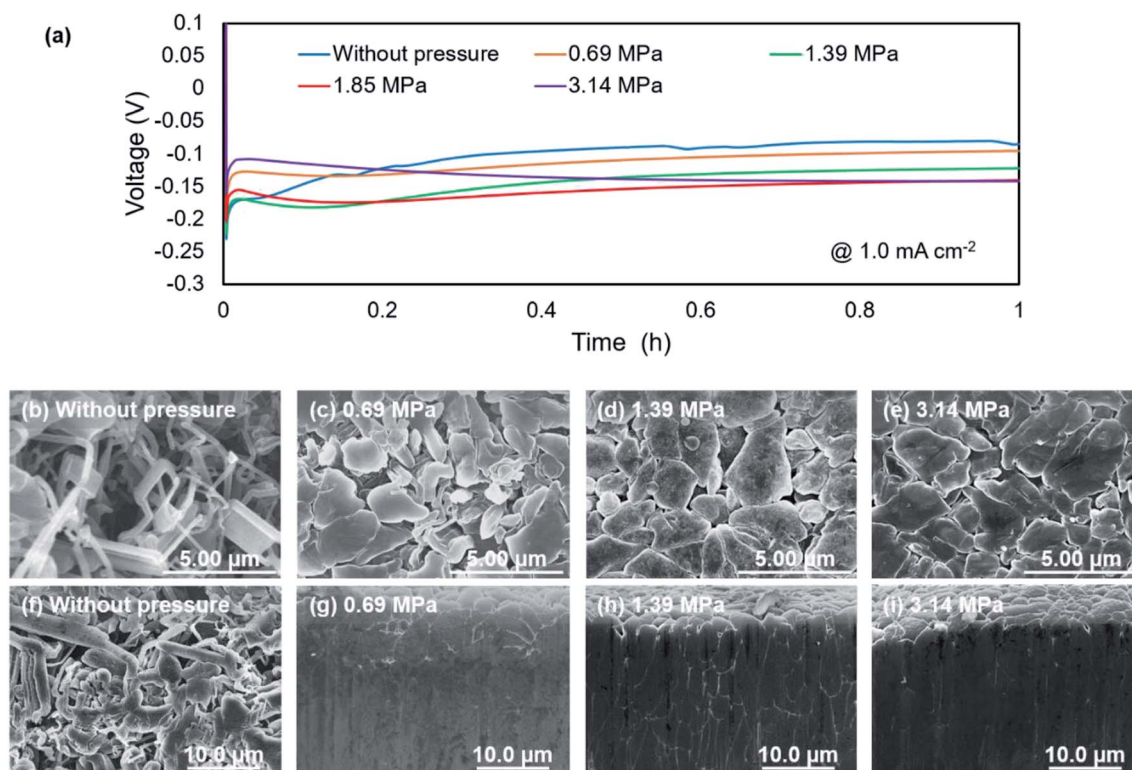 (a)
0.1
0.05
0
-0.05
-0.1
-0.15
-0.2
-0.25
-0.3
Voltage (V)
Without pressure 0.69 MPa 1.39 MPa
1.85 MPa 3.14 MPa
@ 1.0 mA cm⁻²
0 0.2 0.4 0.6 0.8 1
Time (h)
(b) Without pressure (c) 0.69 MPa (d) 1.39 MPa (e) 3.14 MPa
5.00 µm 5.00 µm 5.00 µm 5.00 µm
(f) Without pressure (g) 0.69 MPa (h) 1.39 MPa (i) 3.14 MPa
10.0 µm 10.0 µm 10.0 µm 10.0 µm